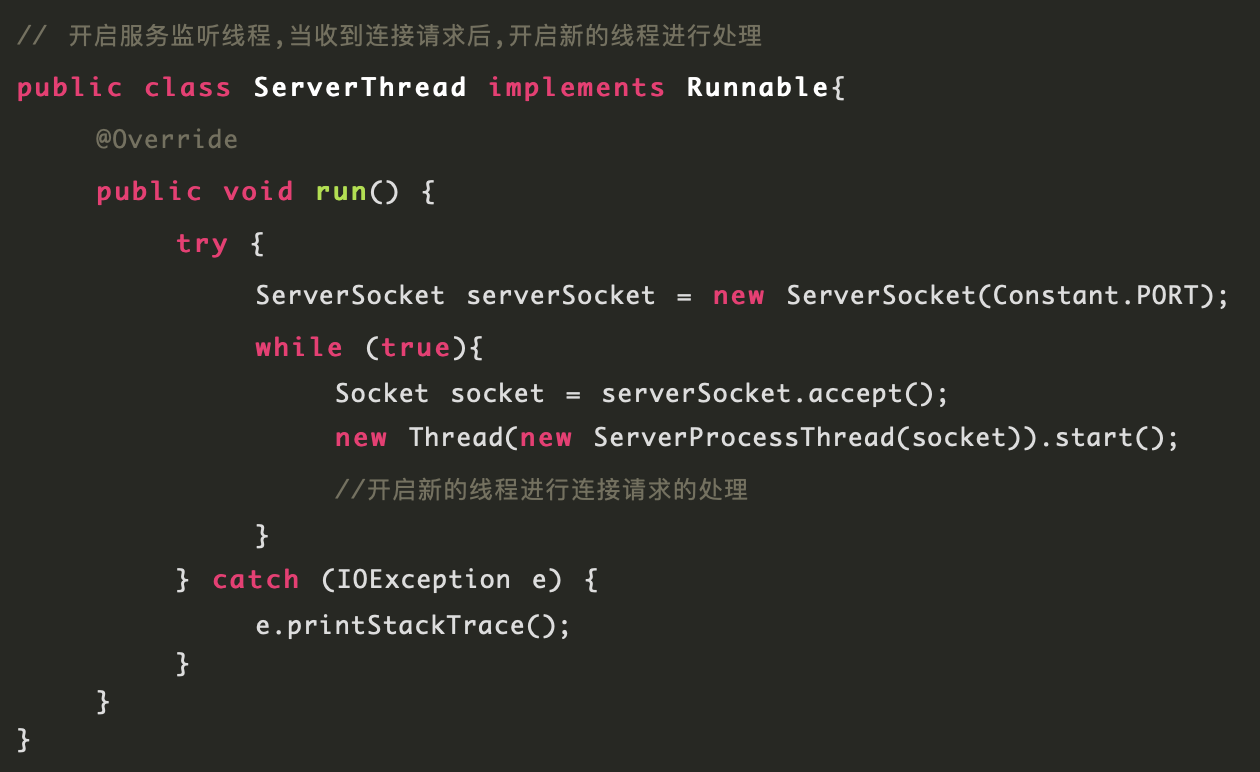 // 开启服务监听线程,当收到连接请求后,开启新的线程进行处理
public class ServerThread implements Runnable{
@Override
public void run() {
try {
ServerSocket serverSocket = new ServerSocket(Constant.PORT);
while (true){
Socket socket = serverSocket.accept();
new Thread(new ServerProcessThread(socket)).start();
//开启新的线程进行连接请求的处理
}
} catch (IOException e) {
e.printStackTrace();
}
}
}